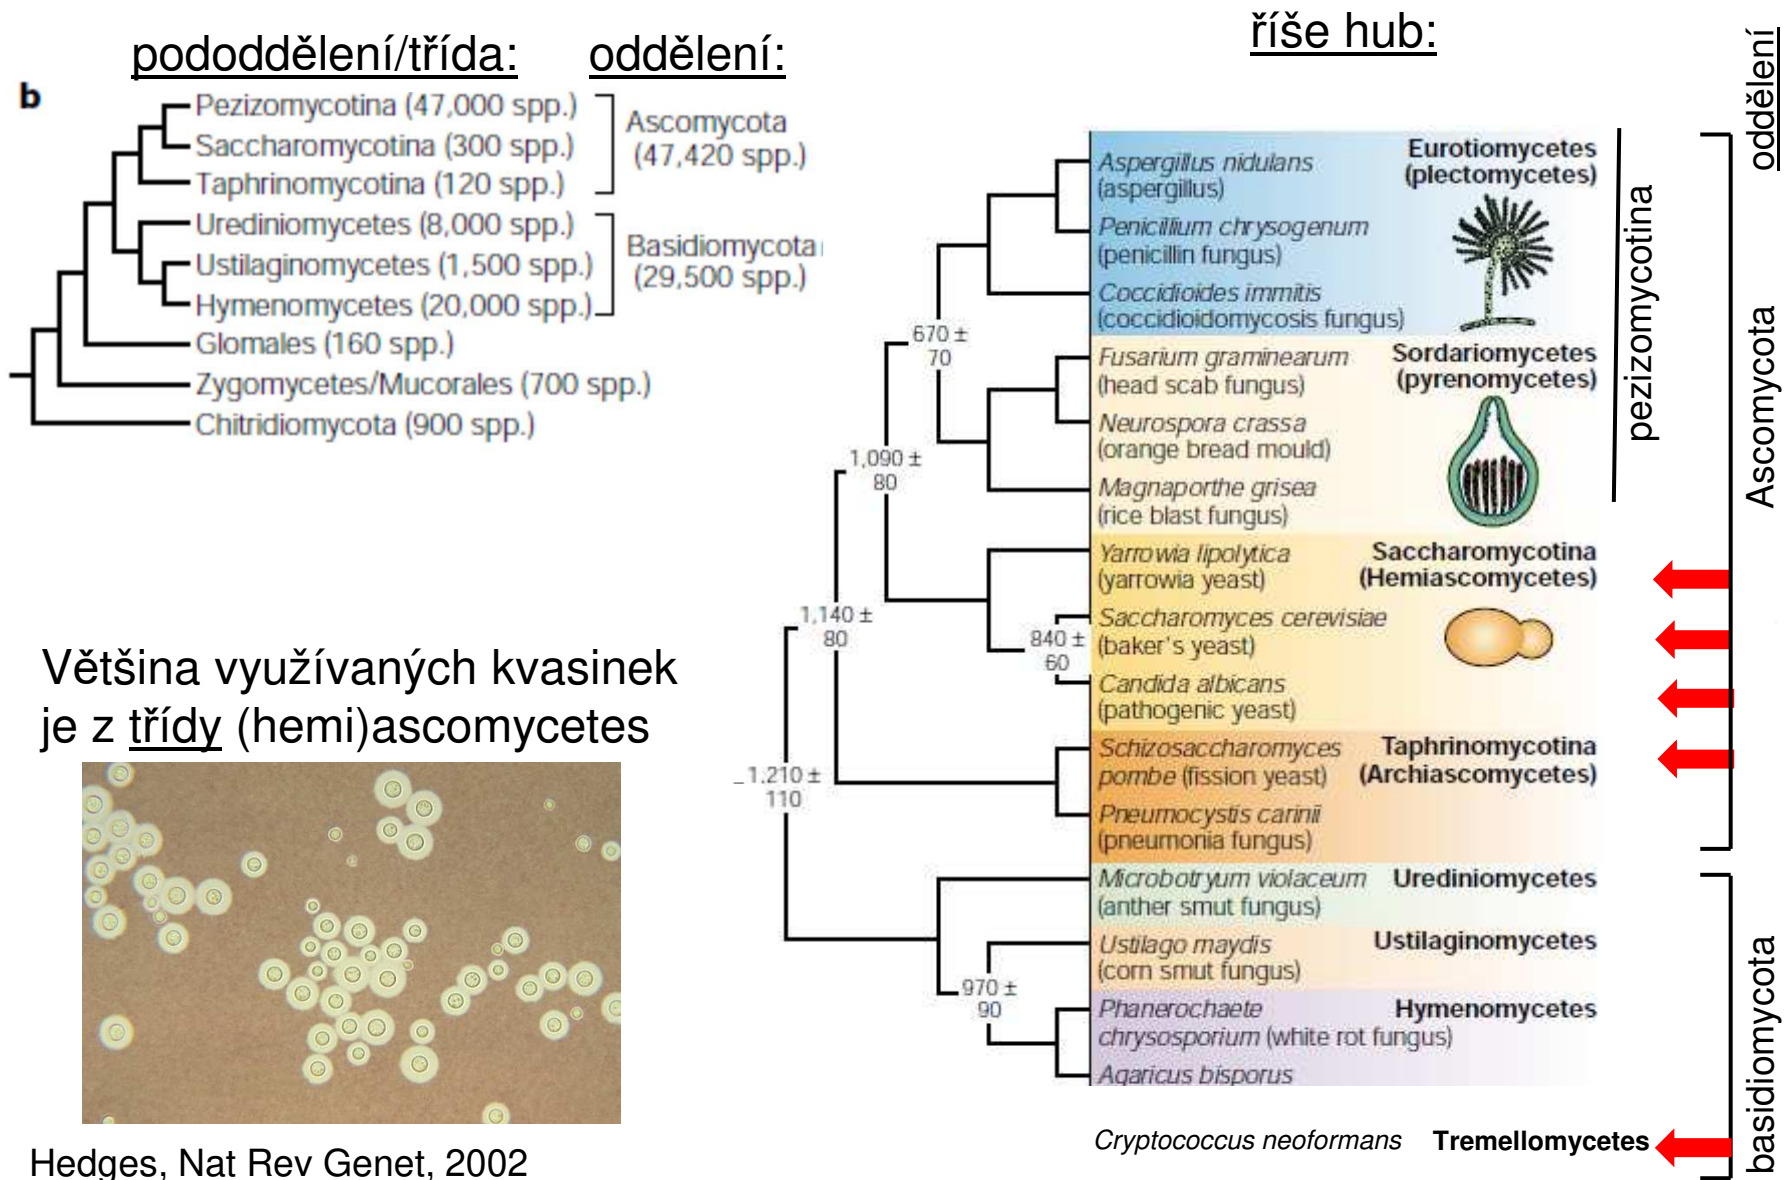 pododdělení/třída:
oddělení:
b
Pezizomycotina (47,000 spp.)
Saccharomycotina (300 spp.)
Taphrinomycotina (120 spp.)
Ascomycota
(47,420 spp.)
Urediniomycetes (8,000 spp.)
Ustilaginomycetes (1,500 spp.)
Hymenomycetes (20,000 spp.)
Basidiomycota
(29,500 spp.)
Glomales (160 spp.)
Zygomycetes/Mucorales (700 spp.)
Chitridiomycota (900 spp.)
Většina využívaných kvasinek
je z třídy (hemi)ascomycetes
Hedges, Nat Rev Genet, 2002
říše hub:
oddělení
Aspergillus nidulans
(aspergillus)
Eurotiomycetes
(plectomycetes)
Penicillium chrysogenum
(penicillin fungus)
Coccidioides immitis
(coccidioidomycosis fungus)
670 ±
70
Fusarium graminearum
(head scab fungus)
Sordariomycetes
(pyrenomycetes)
Neurospora crassa
(orange bread mould)
Magnaporthe grisea
(rice blast fungus)
pezizomycotina
1,090 ±
80
Yarrowia lipolytica
(yarrowia yeast)
Saccharomycotina
(Hemiascomycetes)
Saccharomyces cerevisiae
(baker's yeast)
1,140 ±
80
840 ±
60
Candida albicans
(pathogenic yeast)
Schizosaccharomyces
pombe (fission yeast)
Taphrinomycotina
(Archiascomycetes)
Pneumocystis carinii
(pneumonia fungus)
Ascomycota
1,210 ±
110
Microbotryum violaceum
(anther smut fungus)
Urediniomycetes
Ustilago maydis
(corn smut fungus)
Ustilaginomycetes
970 ±
90
Phanerochaete
chrysosporium (white rot fungus)
Hymenomycetes
Agaricus bisporus
Cryptococcus neoformans
Tremellomycetes
basidiomycota